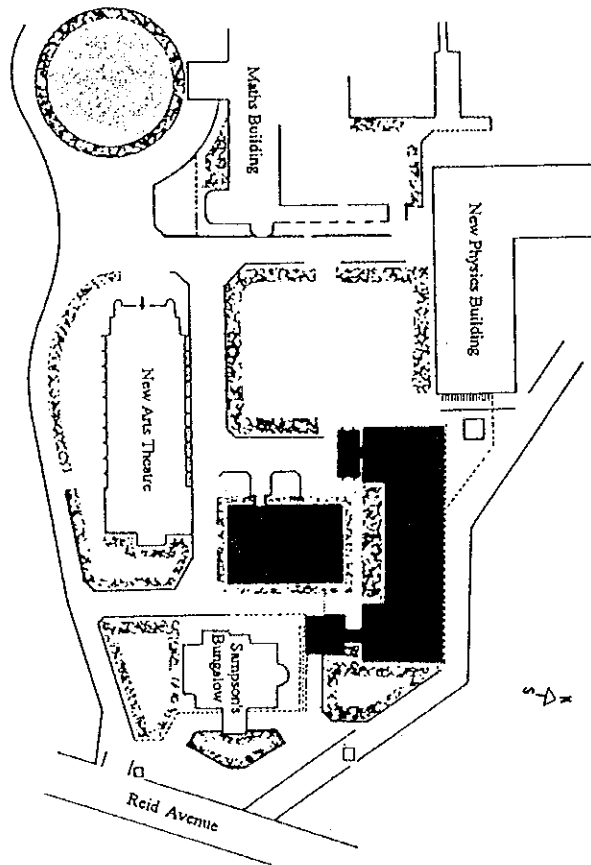 Maths Building
New Physics Building
New Arts Theatre
Sampson's
Bungalow
N
S
Reid Avenue